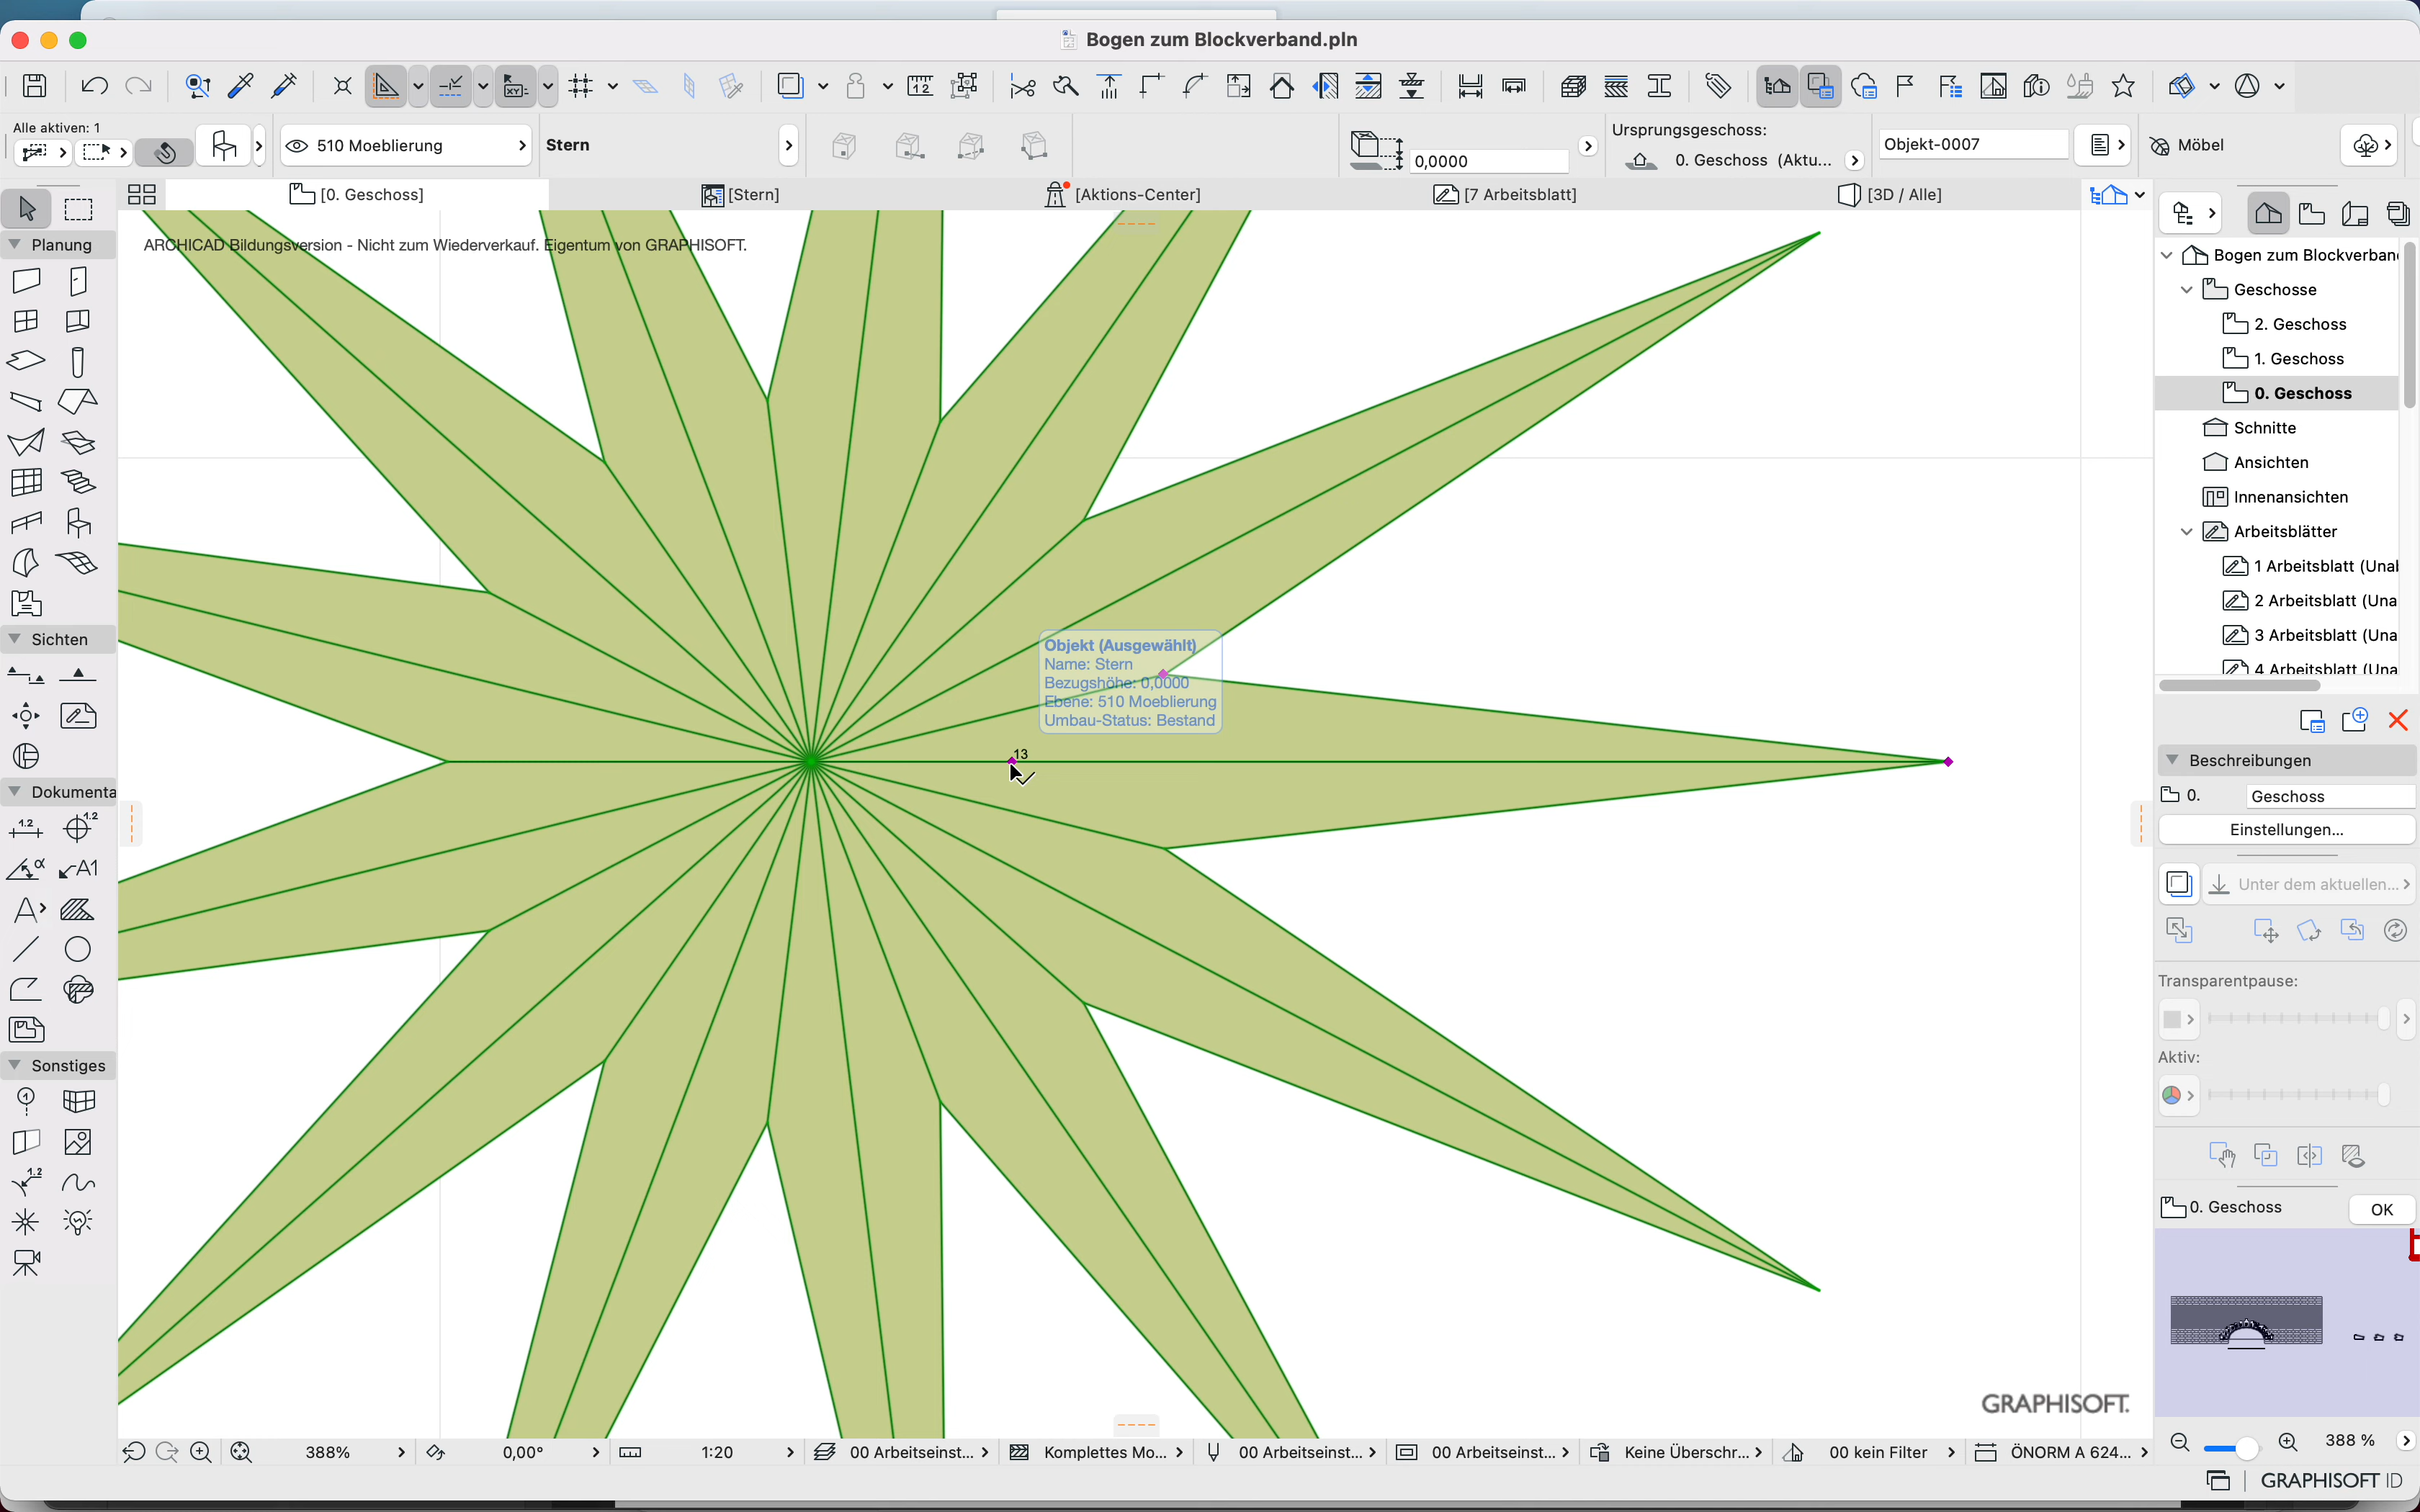 Bogen zum Blockverband.pln
Alle aktiven: 1
510 Moeblierung
Stern
0,0000
Ursprungsgeschoss:
0. Geschoss (Aktu...
Objekt-0007
Möbel
[0. Geschoss]
[Stern]
[Aktions-Center]
[7 Arbeitsblatt]
[3D / Alle]
Planung
Sichten
Dokumenta
Sonstiges
ARCHICAD Bildungsversion - Nicht zum Wiederverkauf. Eigentum von GRAPHISOFT.
Objekt (Ausgewählt)
Name: Stern
Bezugshöhe: 0,0000
Ebene: 510 Moeblierung
Umbau-Status: Bestand
13
GRAPHISOFT.
Bogen zum Blockverban
Geschosse
2. Geschoss
1. Geschoss
0. Geschoss
Schnitte
Ansichten
Innenansichten
Arbeitsblätter
1 Arbeitsblatt (Una
2 Arbeitsblatt (Una
3 Arbeitsblatt (Una
4 Arbeitsblatt (Una
Beschreibungen
0.
Geschoss
Einstellungen...
Unter dem aktuellen...
Transparentpause:
Aktiv:
0. Geschoss
OK
388%
0,00°
1:20
00 Arbeitseinst...
Komplettes Mo...
00 Arbeitseinst...
00 Arbeitseinst...
Keine Überschr...
00 kein Filter
ÖNORM A 624...
388 %
GRAPHISOFT ID